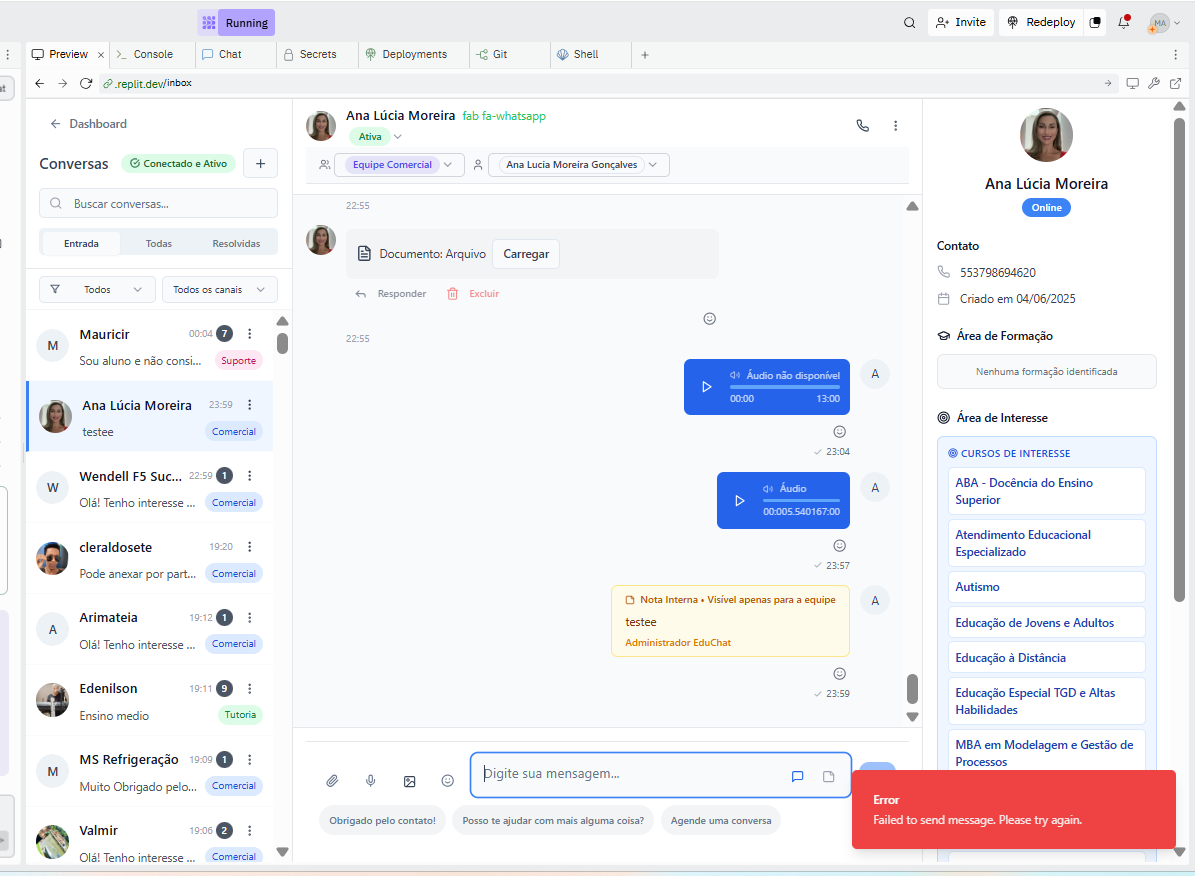 Running
Invite
Redeploy
MA
Preview
Console
Chat
Secrets
Deployments
Git
Shell
.replit.dev/inbox
at
Dashboard
Conversas
Conectado e Ativo
Buscar conversas...
Entrada
Todas
Resolvidas
Todos
Todos os canais
M
Mauricir
00:04
7
Sou aluno e não consi...
Suporte
Ana Lúcia Moreira
23:59
testee
Comercial
W
Wendell F5 Suc...
22:59
1
Olá! Tenho interesse ...
Comercial
cleraldosete
19:20
Pode anexar por part...
Comercial
A
Arimateia
19:12
1
Olá! Tenho interesse ...
Comercial
Edenilson
19:11
9
Ensino medio
Tutoria
M
MS Refrigeração
19:09
1
Muito Obrigado pelo...
Comercial
Valmir
19:06
2
Olá! Tenho interesse ...
Comercial
Ana Lúcia Moreira
fab fa-whatsapp
Ativa
Equipe Comercial
Ana Lucia Moreira Gonçalves
22:55
Documento: Arquivo
Carregar
Responder
Excluir
22:55
Áudio não disponível
00:00
13:00
A
23:04
Áudio
00:005.540167:00
A
23:57
Nota Interna • Visível apenas para a equipe
testee
Administrador EduChat
A
23:59
Digite sua mensagem...
Obrigado pelo contato!
Posso te ajudar com mais alguma coisa?
Agende uma conversa
Ana Lúcia Moreira
Online
Contato
553798694620
Criado em 04/06/2025
Área de Formação
Nenhuma formação identificada
Área de Interesse
CURSOS DE INTERESSE
ABA - Docência do Ensino
Superior
Atendimento Educacional
Especializado
Autismo
Educação de Jovens e Adultos
Educação à Distância
Educação Especial TGD e Altas
Habilidades
MBA em Modelagem e Gestão de
Processos
Error
Failed to send message. Please try again.